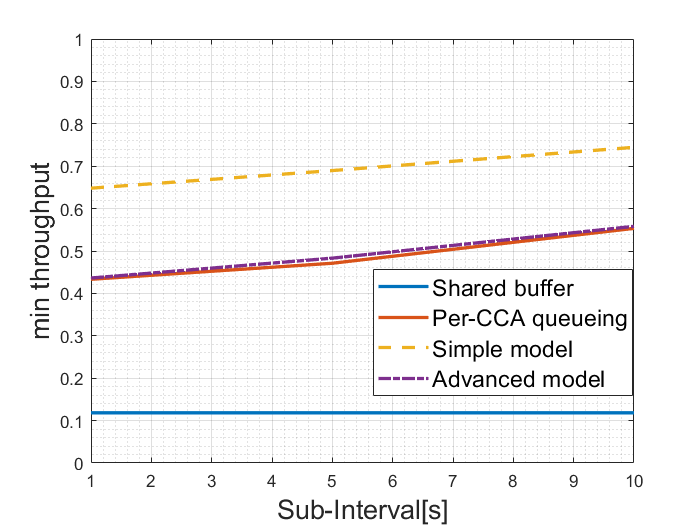 1
0.9
0.8
0.7
0.6
0.5
0.4
0.3
0.2
0.1
0
min throughput
Shared buffer
Per-CCA queueing
Simple model
Advanced model
1 2 3 4 5 6 7 8 9 10
Sub-Interval[s]